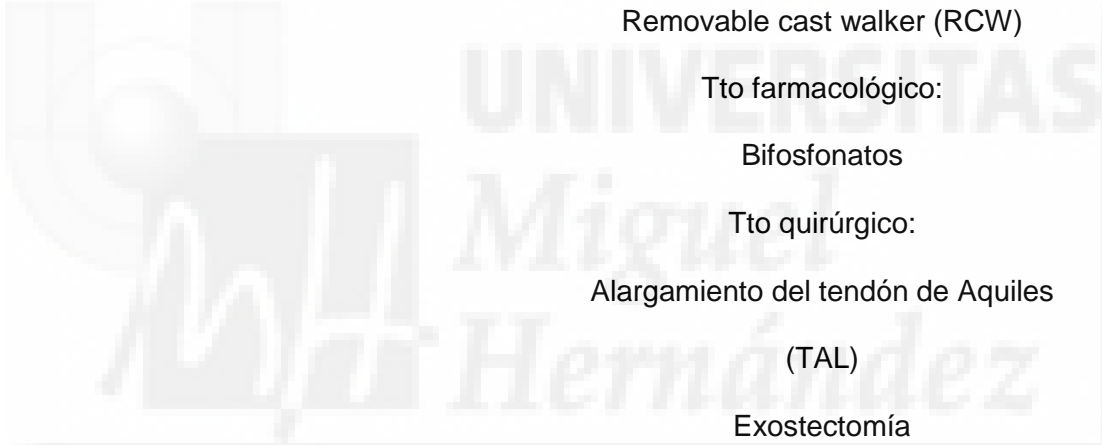 Removable cast walker (RCW)
UNIVERSITAS
Tto farmacológico:
Bifosfonatos
Miguel
Tto quirúrgico:
Alargamiento del tendón de Aquiles
(TAL)
Hernández
Exostectomía